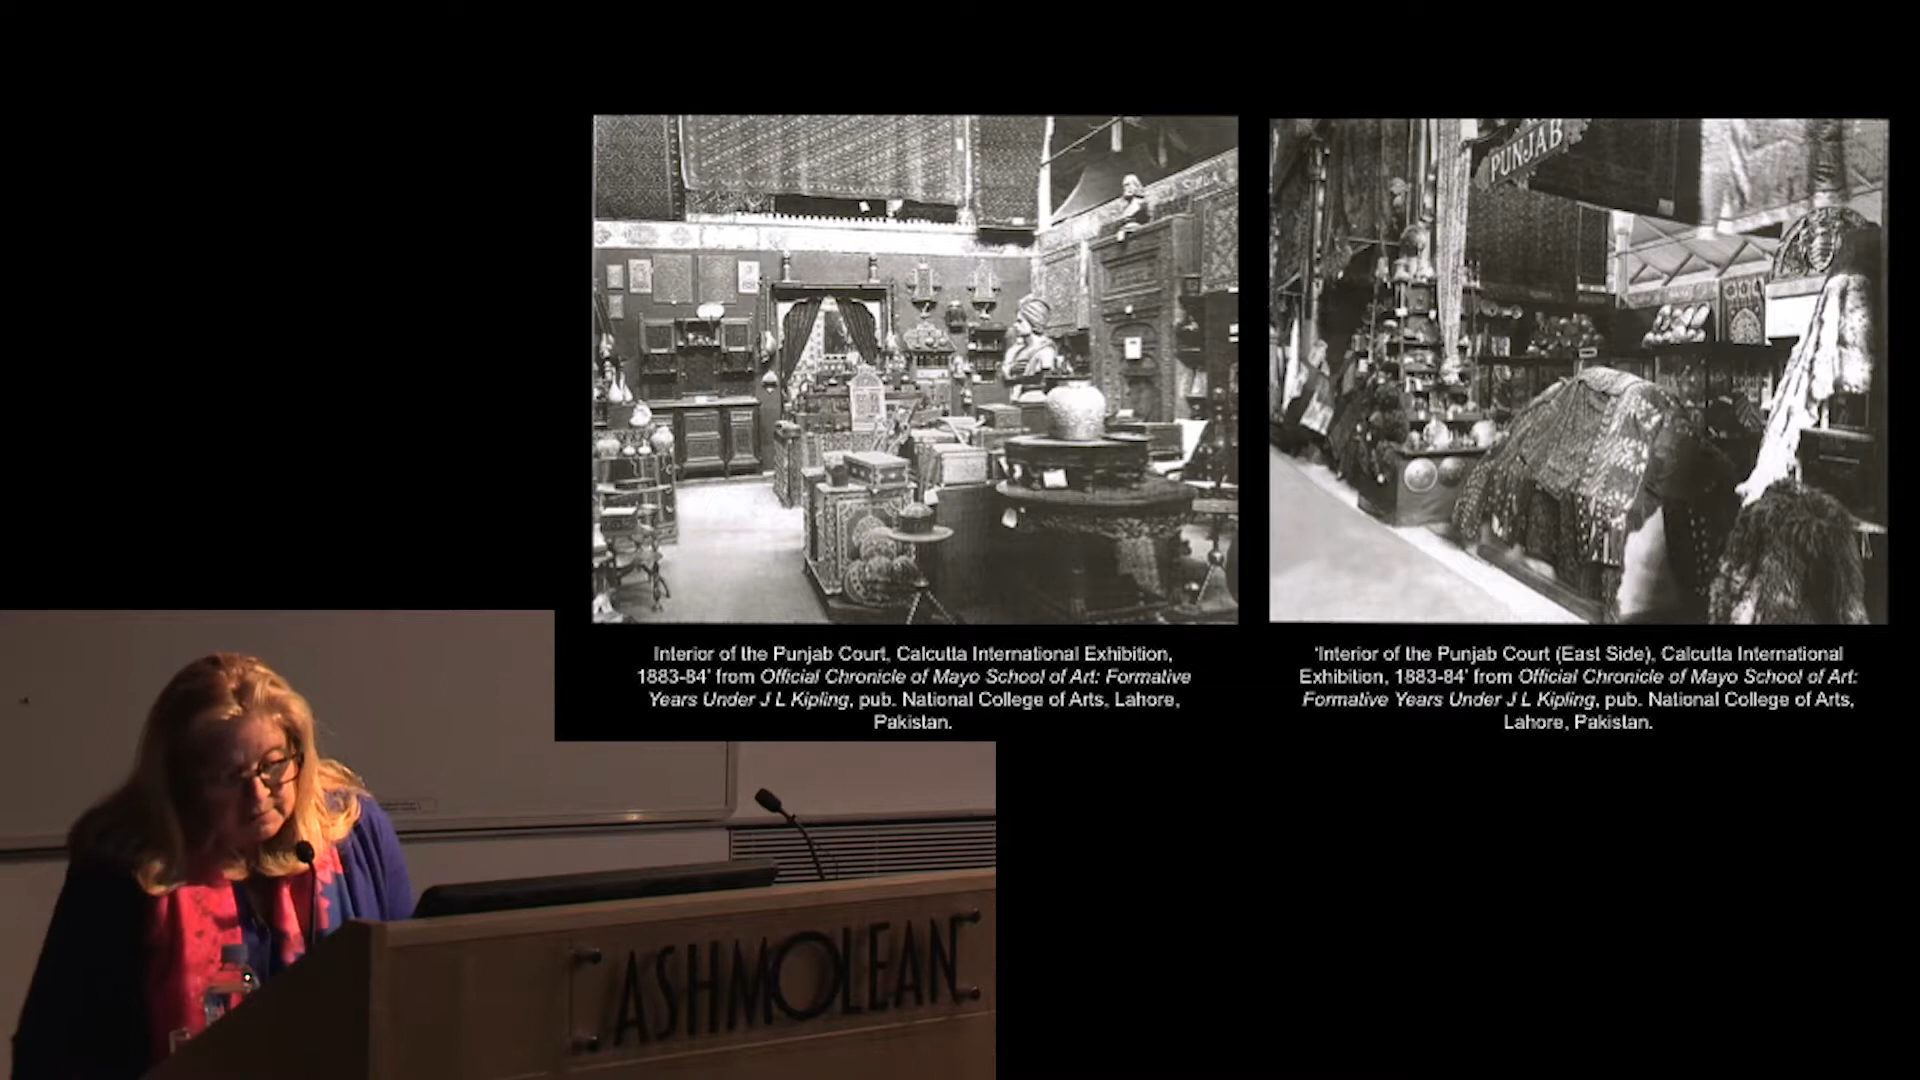 PUNJAB
Interior of the Punjab Court, Calcutta International Exhibition,
1883-84' from Official Chronicle of Mayo School of Art: Formative
Years Under J L Kipling, pub. National College of Arts, Lahore,
Pakistan.
'Interior of the Punjab Court (East Side), Calcutta International
Exhibition, 1883-84' from Official Chronicle of Mayo School of Art:
Formative Years Under J L Kipling, pub. National College of Arts,
Lahore, Pakistan.
ASHMOLEAN